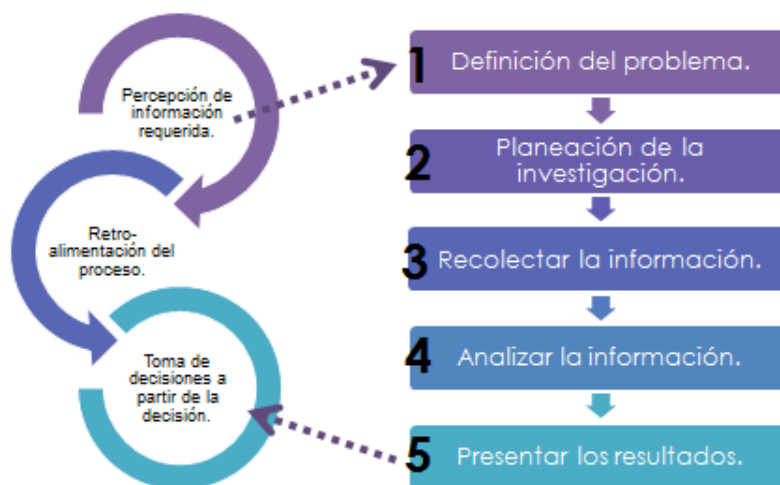 Percepción de
información
requerida.
Retro-
alimentación del
proceso.
Toma de
decisiones a
partir de la
decisión.
1 Definición del problema.
2 Planeación de la
investigación.
3 Recolectar la información.
4 Analizar la información.
5 Presentar los resultados.